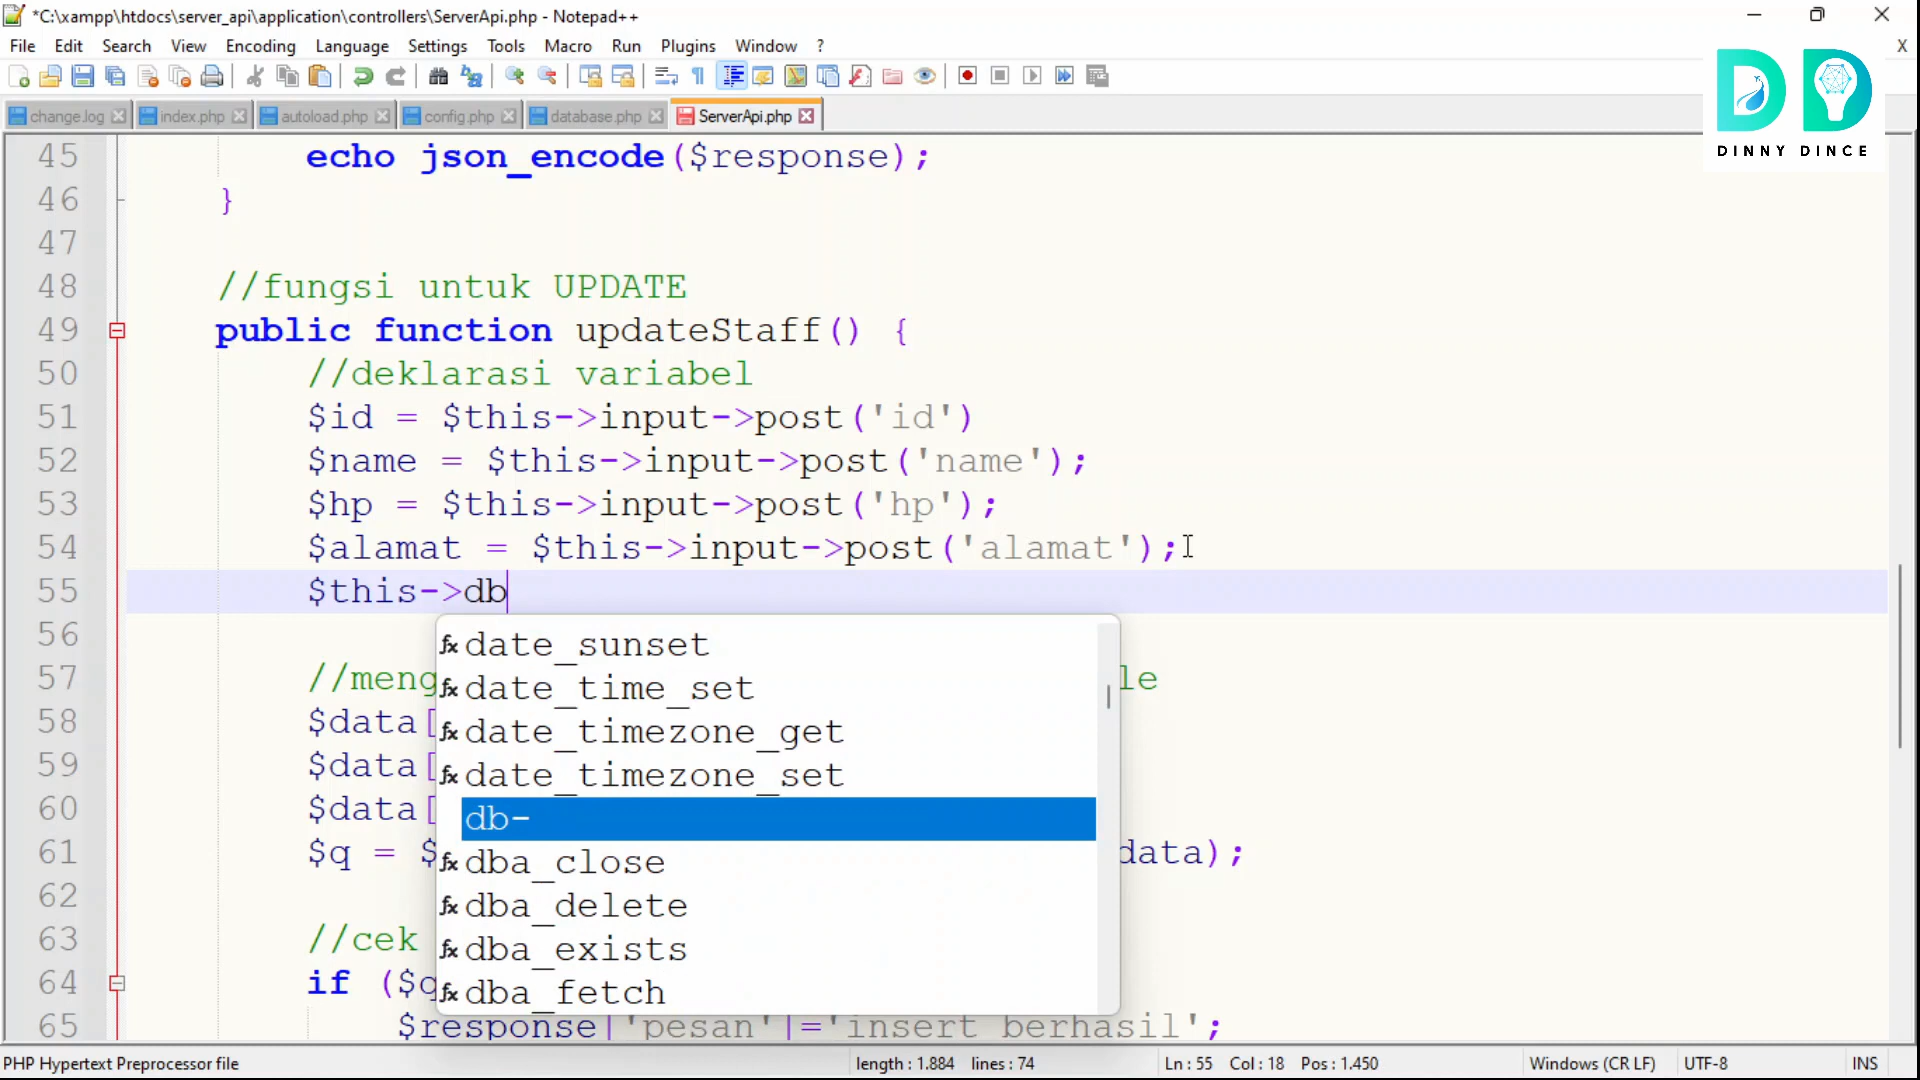 *C:\xampp\htdocs\server_api\application\controllers\ServerApi.php - Notepad++
File Edit Search View Encoding Language Settings Tools Macro Run Plugins Window ? X
change.log index.php autoload.php config.php database.php ServerApi.php
DINNY DINCE
45 echo json_encode($response);
46 }
47
48 //fungsi untuk UPDATE
49 public function updateStaff() {
50 //deklarasi variabel
51 $id = $this->input->post('id')
52 $name = $this->input->post('name');
53 $hp = $this->input->post('hp');
54 $alamat = $this->input->post('alamat');
55 $this->db
56
57 //meng le
58 $data[
59 $data[
60 $data[
61 $q = $ data);
62
63 //cek
64 if ($q
65 $response['pesan']='insert berhasil';
date_sunset
date_time_set
date_timezone_get
date_timezone_set
db-
dba_close
dba_delete
dba_exists
dba_fetch
PHP Hypertext Preprocessor file length : 1.884 lines : 74 Ln : 55 Col : 18 Pos : 1.450 Windows (CR LF) UTF-8 INS